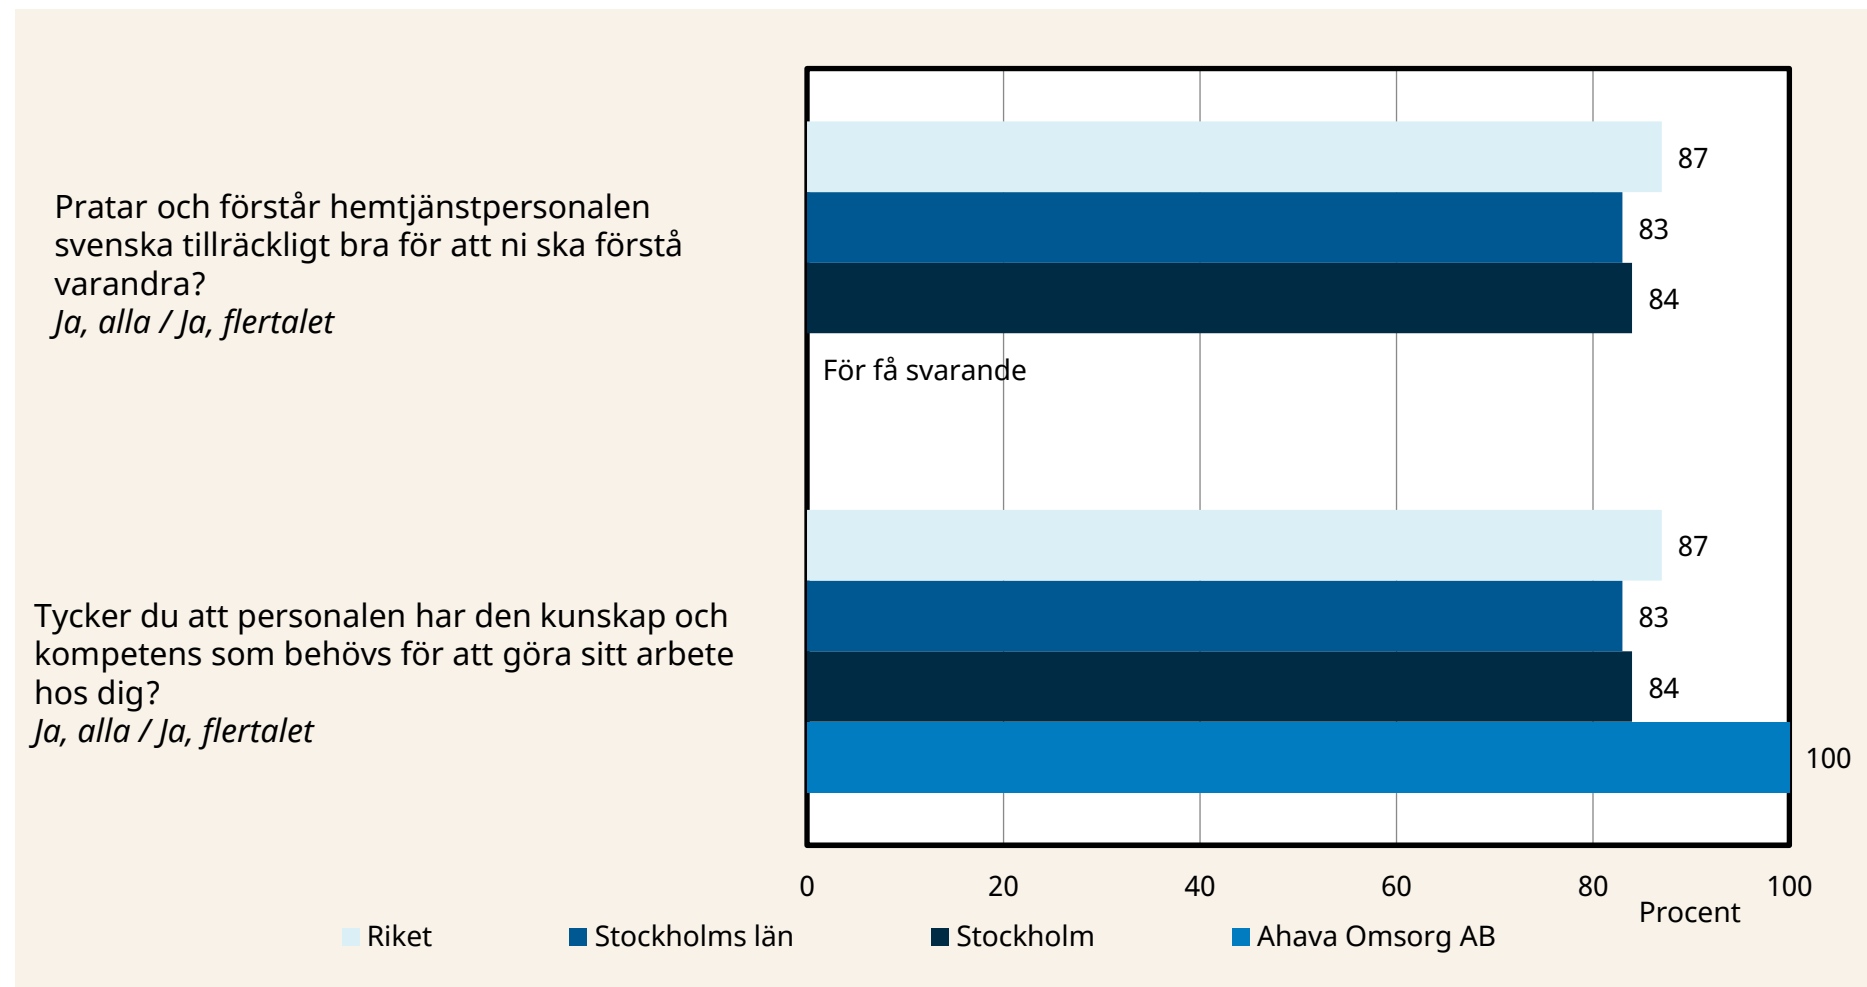 Pratar och förstår hemtjänstpersonalen
svenska tillräckligt bra för att ni ska förstå
varandra?
Ja, alla / Ja, flertalet
87
83
84
För få svarande
Tycker du att personalen har den kunskap och
kompetens som behövs för att göra sitt arbete
hos dig?
Ja, alla / Ja, flertalet
87
83
84
100
0 20 40 60 80 100
Procent
Riket Stockholms län Stockholm Ahava Omsorg AB